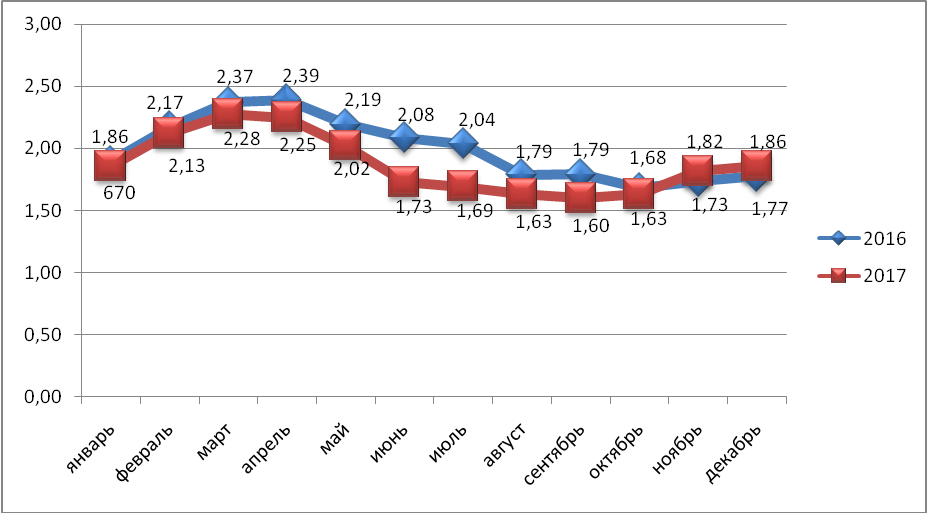 3,00
2,50
2,00
1,50
1,00
0,50
0,00
1,86
2,17
2,37
2,39
2,19
2,08
2,04
1,79
1,79
1,68
1,82
1,86
670
2,13
2,28
2,25
2,02
1,73
1,69
1,63
1,60
1,63
1,73
1,77
январь
февраль
март
апрель
май
июнь
июль
август
сентябрь
октябрь
ноябрь
декабрь
2016
2017